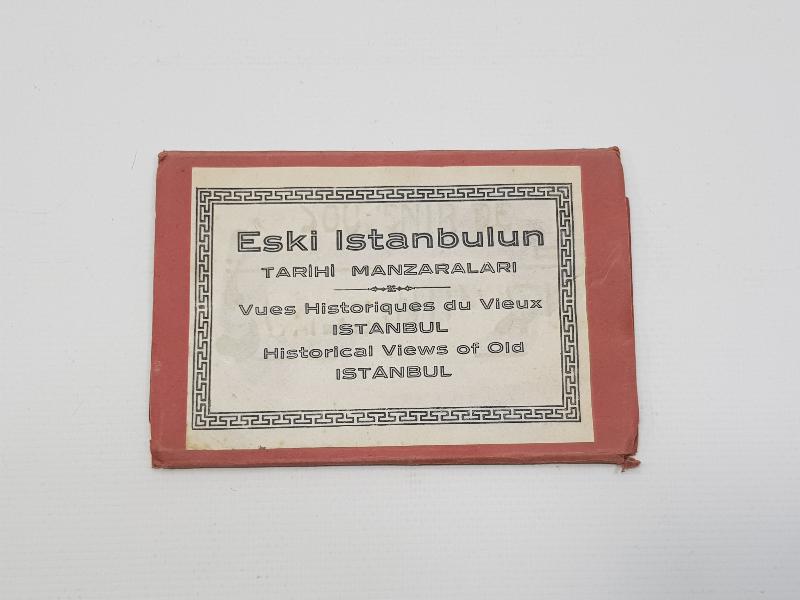 Eski Istanbulun
TARİHİ MANZARALARI
Vues Historiques du Vieux
ISTANBUL
Historical Views of Old
ISTANBUL